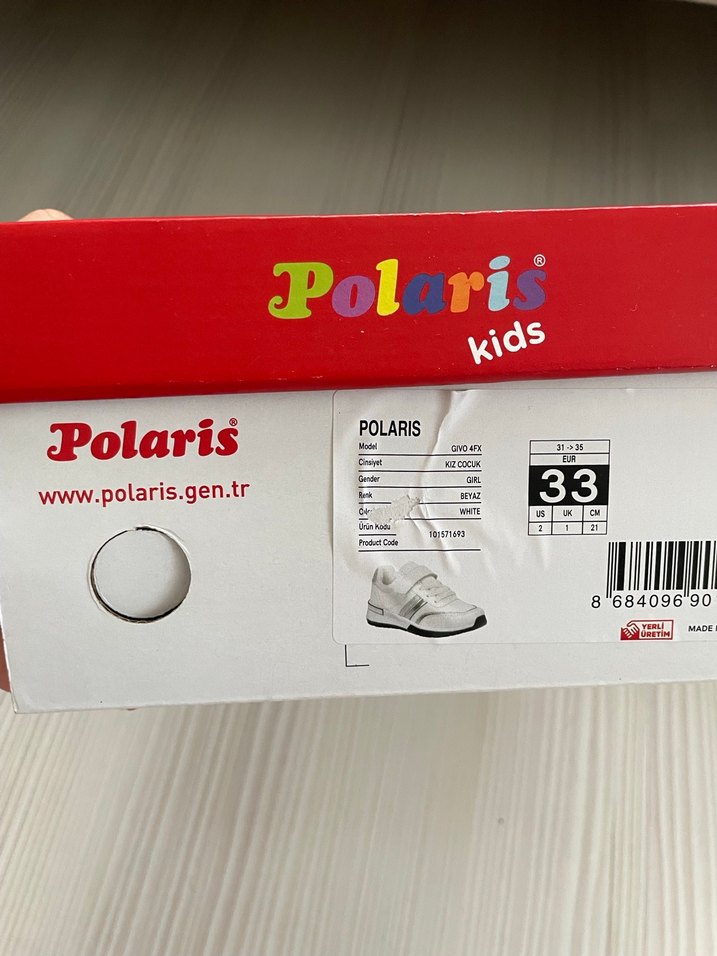 Polaris®
kids
Polaris®
www.polaris.gen.tr
POLARIS
Model GIVO 4FX
Cinsiyet KIZ COCUK
Gender GIRL
Renk BEYAZ
WHITE
Ürün Kodu 101571693
Product Code
31 -> 35
EUR
33
US UK CM
2 1 21
8 684096 90
YERLİ
ÜRETİM
MADE